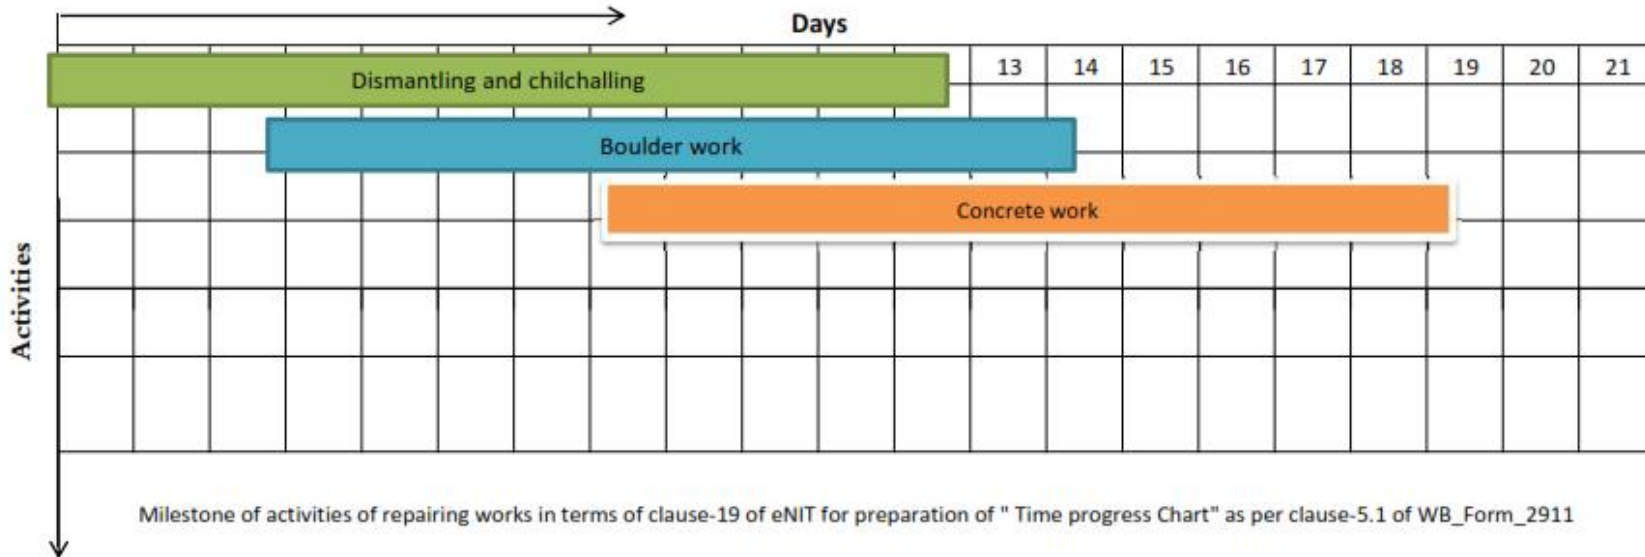 Days
Dismantling and chilchalling 13 14 15 16 17 18 19 20 21
Boulder work
Concrete work
Activities
Milestone of activities of repairing works in terms of clause-19 of eNIT for preparation of " Time progress Chart" as per clause-5.1 of WB_Form_2911